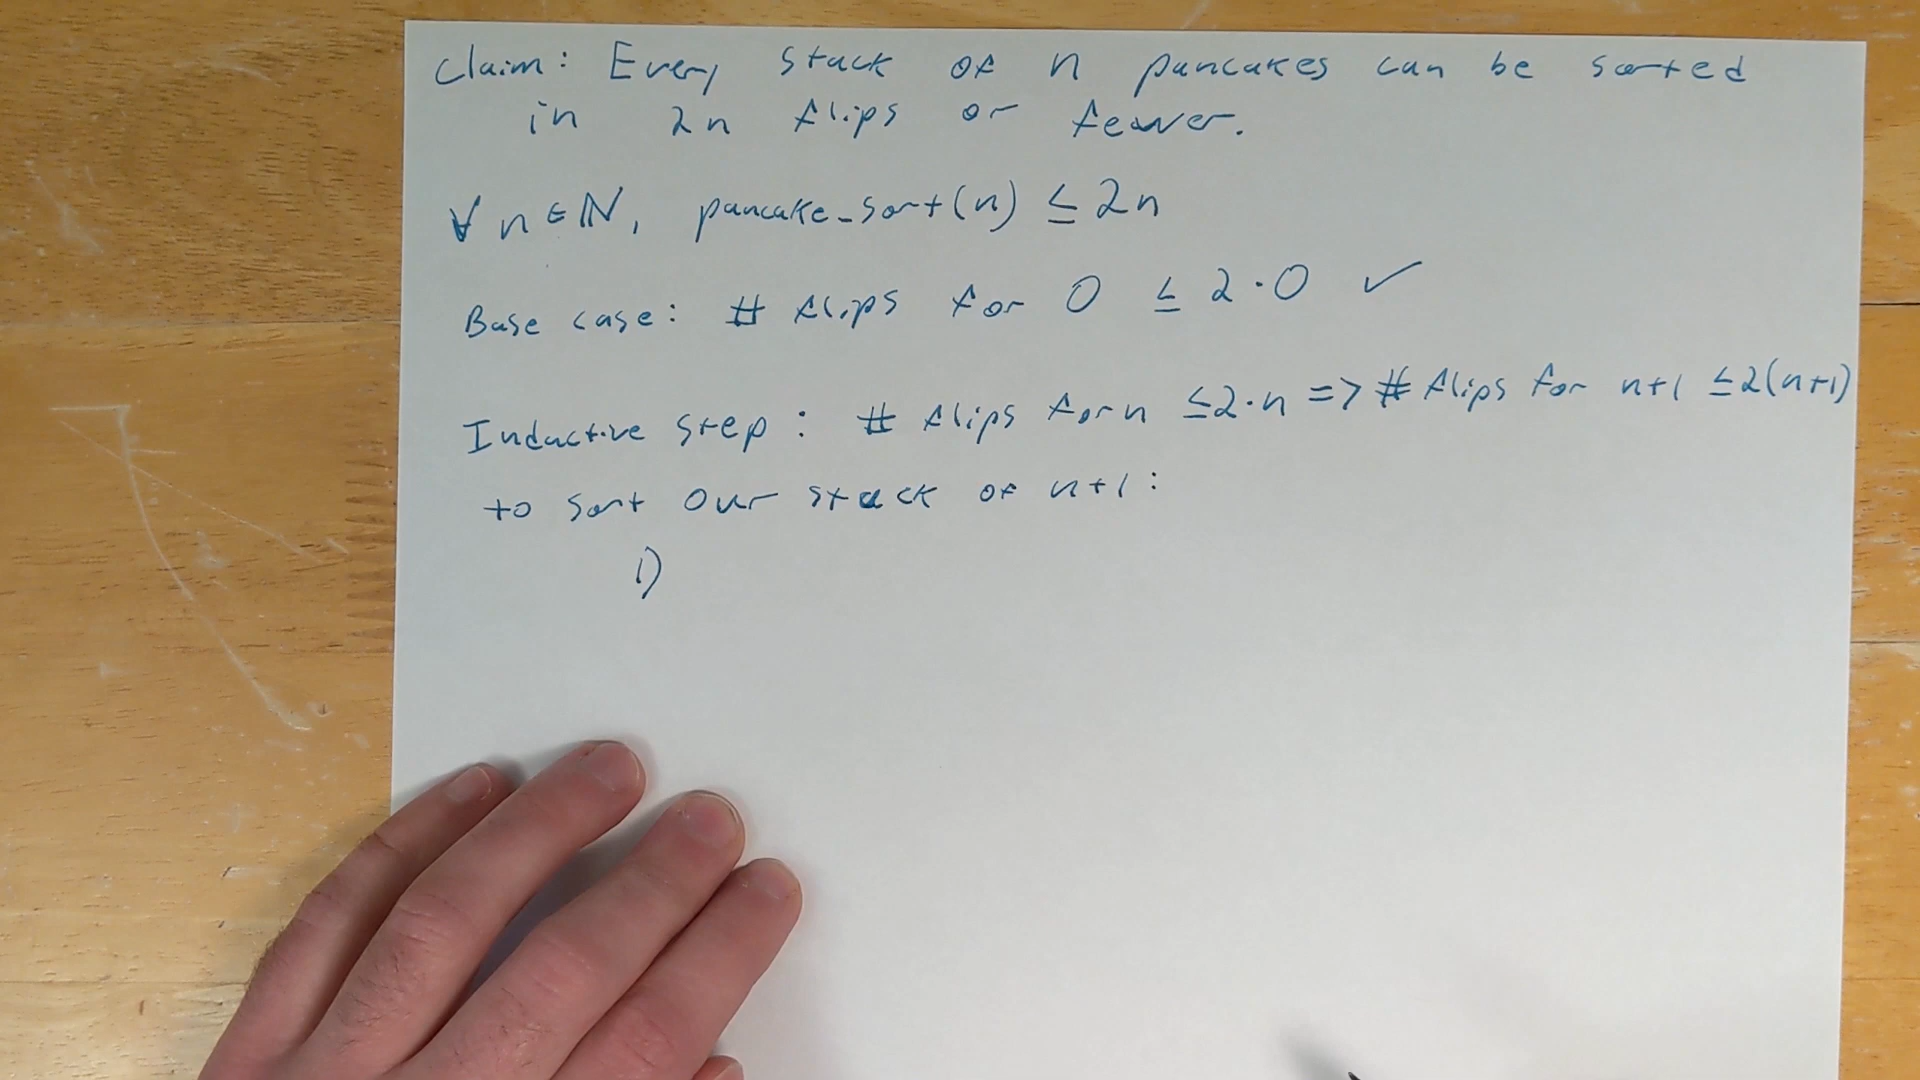 Claim: Every stack of n pancakes can be sorted
in 2n flips or fewer.
∀ n ∈ ℕ, pancake_sort(n) ≤ 2n
Base case: # flips for 0 ≤ 2·0 ✓
Inductive step: # flips for n ≤2·n => # flips for n+1 ≤2(n+1)
to sort our stack of n+1:
1)